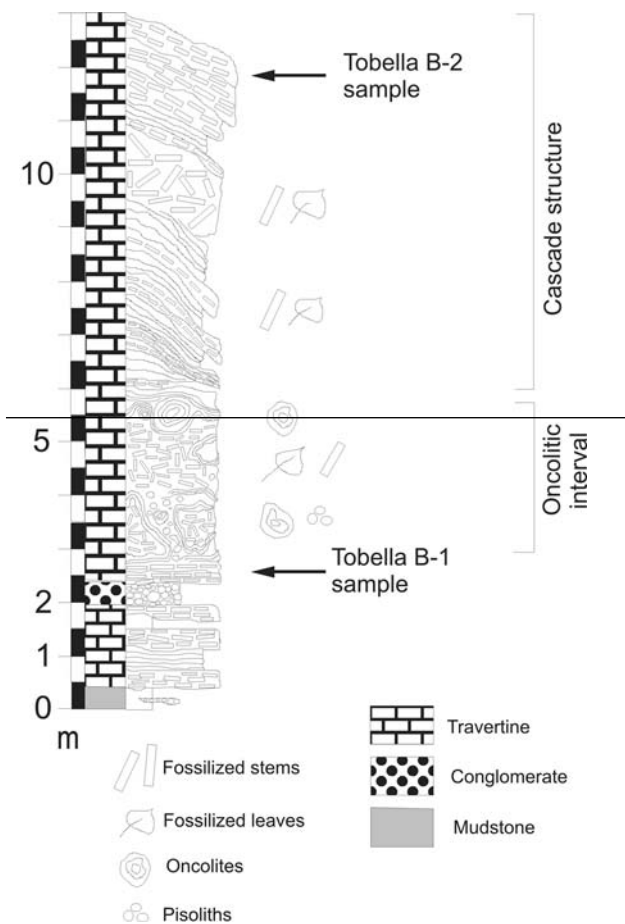 Tobella B-2
sample
10
Cascade structure
5
Oncolitic
interval
Tobella B-1
sample
2
1
0
m
Fossilized stems
Fossilized leaves
Oncolites
Pisoliths
Travertine
Conglomerate
Mudstone